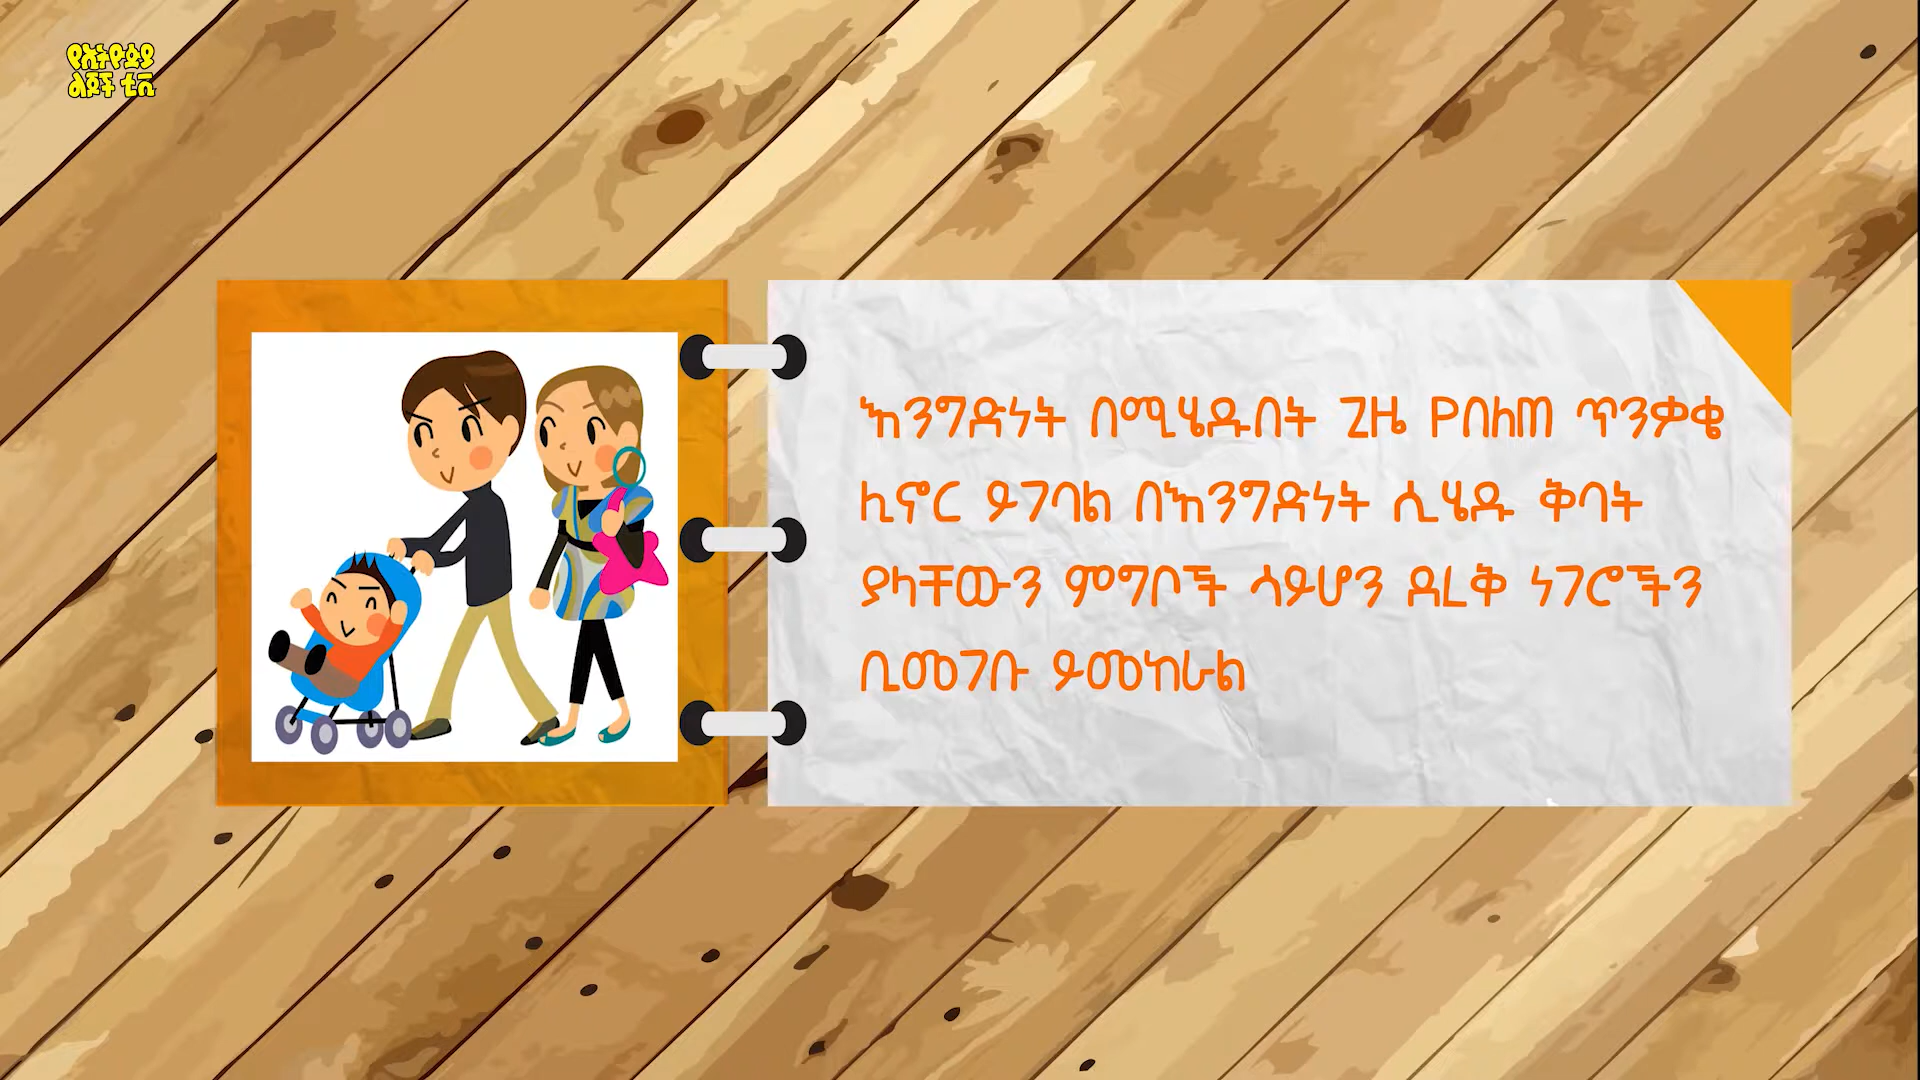 የኢትዮጵያ
ልጆች ቲቪ
እንግድነት በሚሄዱበት ጊዜ የበለጠ ጥንቃቄ
ሊኖር ይገባል በእንግድነት ሲሄዱ ቅባት
ያላቸውን ምግቦች ሳይሆን ደረቅ ነገሮችን
ቢመገቡ ይመከራል